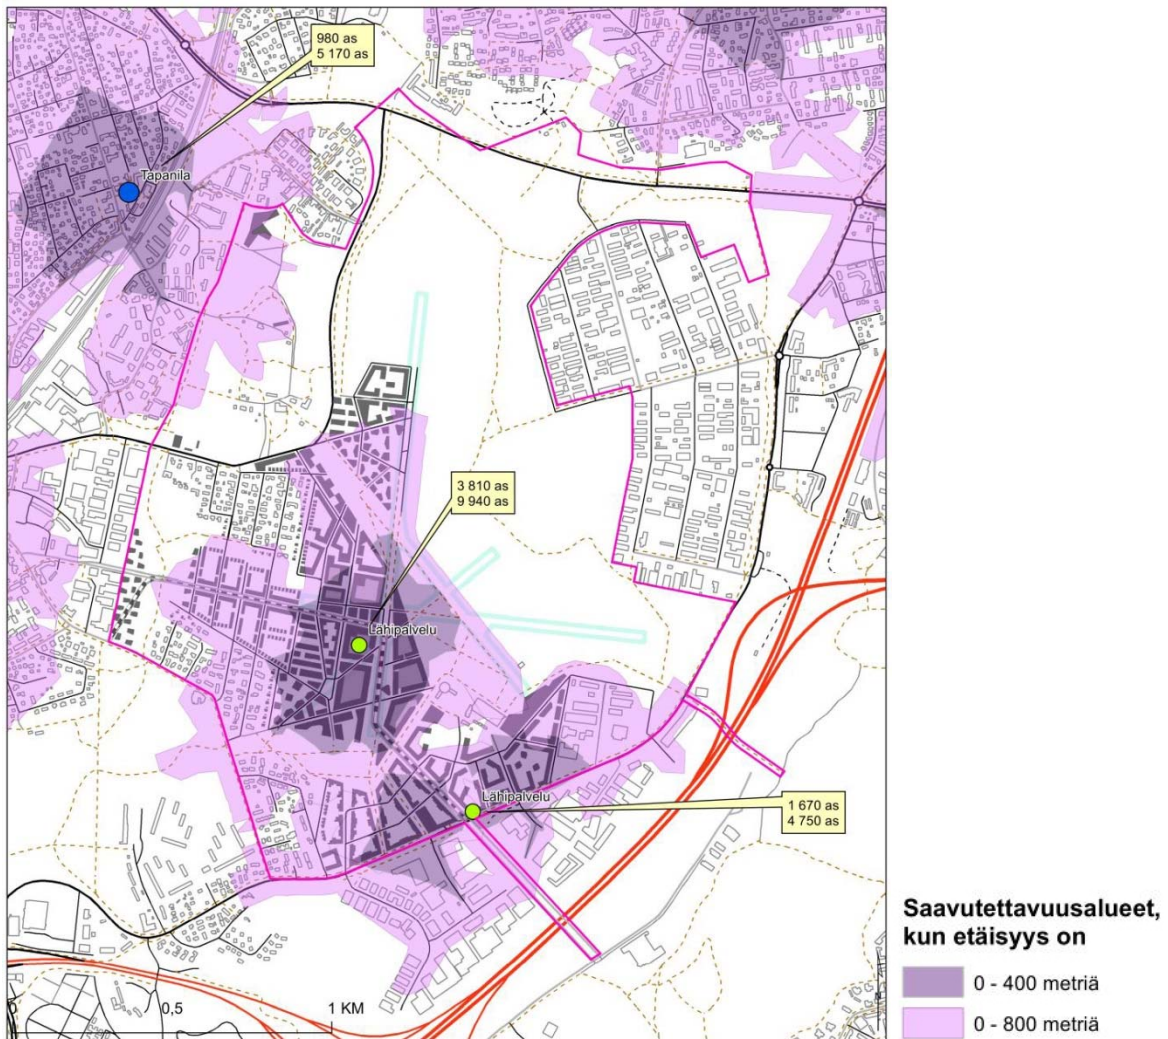 980 as
5 170 as
Tapanila
3 810 as
9 940 as
Lähipalvelu
Lähipalvelu
1 670 as
4 750 as
0 0,5 1 KM
Saavutettavuusalueet,
kun etäisyys on
0 - 400 metriä
0 - 800 metriä